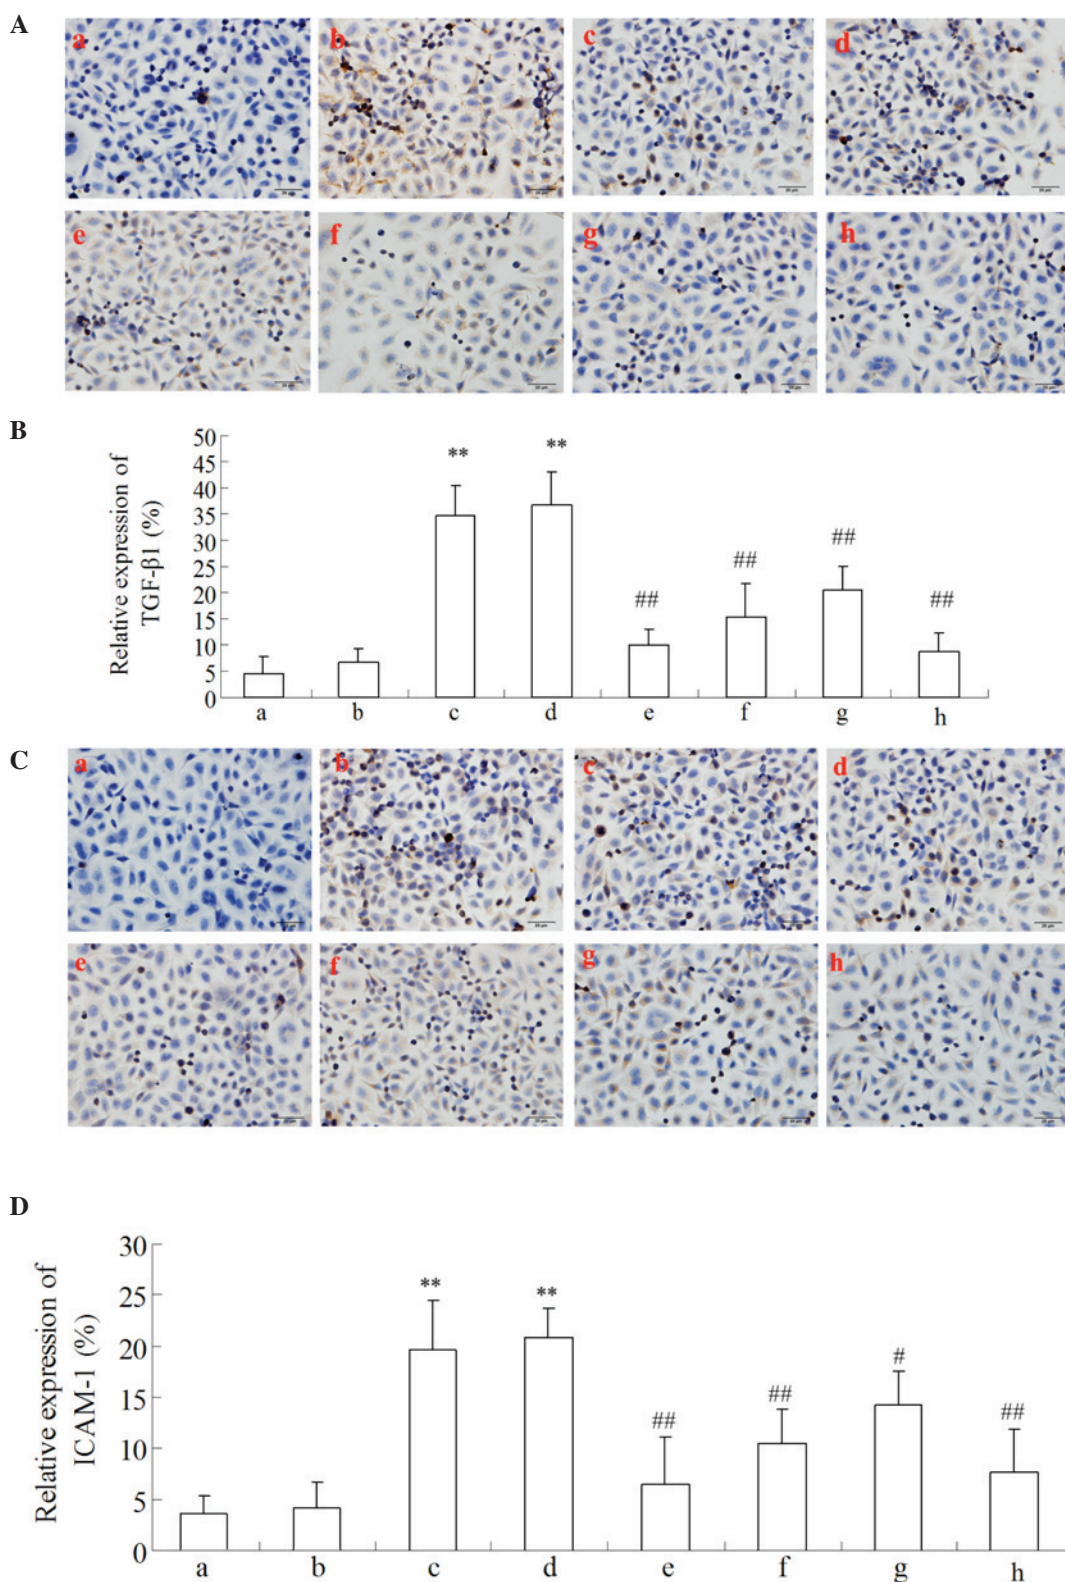 A
a
b
c
d
e
f
g
h
B
Relative expression of
TGF-β1 (%)
50
45
40
35
30
25
20
15
10
5
0
**
**
##
##
##
##
a
b
c
d
e
f
g
h
C
a
b
c
d
e
f
g
h
D
Relative expression of
ICAM-1 (%)
30
25
20
15
10
5
0
**
**
##
##
#
##
a
b
c
d
e
f
g
h